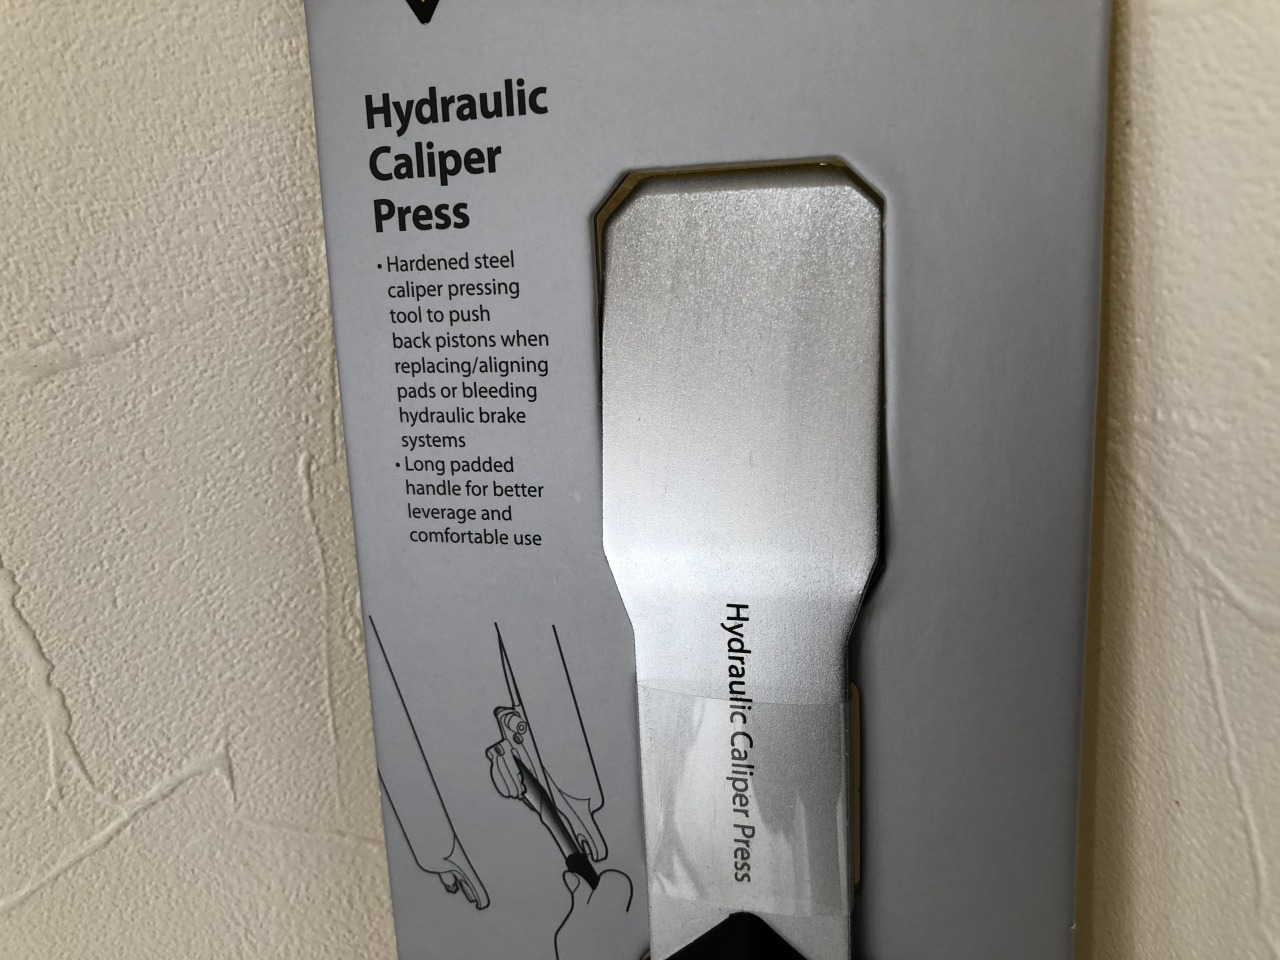 Hydraulic
Caliper
Press
• Hardened steel
caliper pressing
tool to push
back pistons when
replacing/aligning
pads or bleeding
hydraulic brake
systems
• Long padded
handle for better
leverage and
comfortable use
Hydraulic Caliper Press